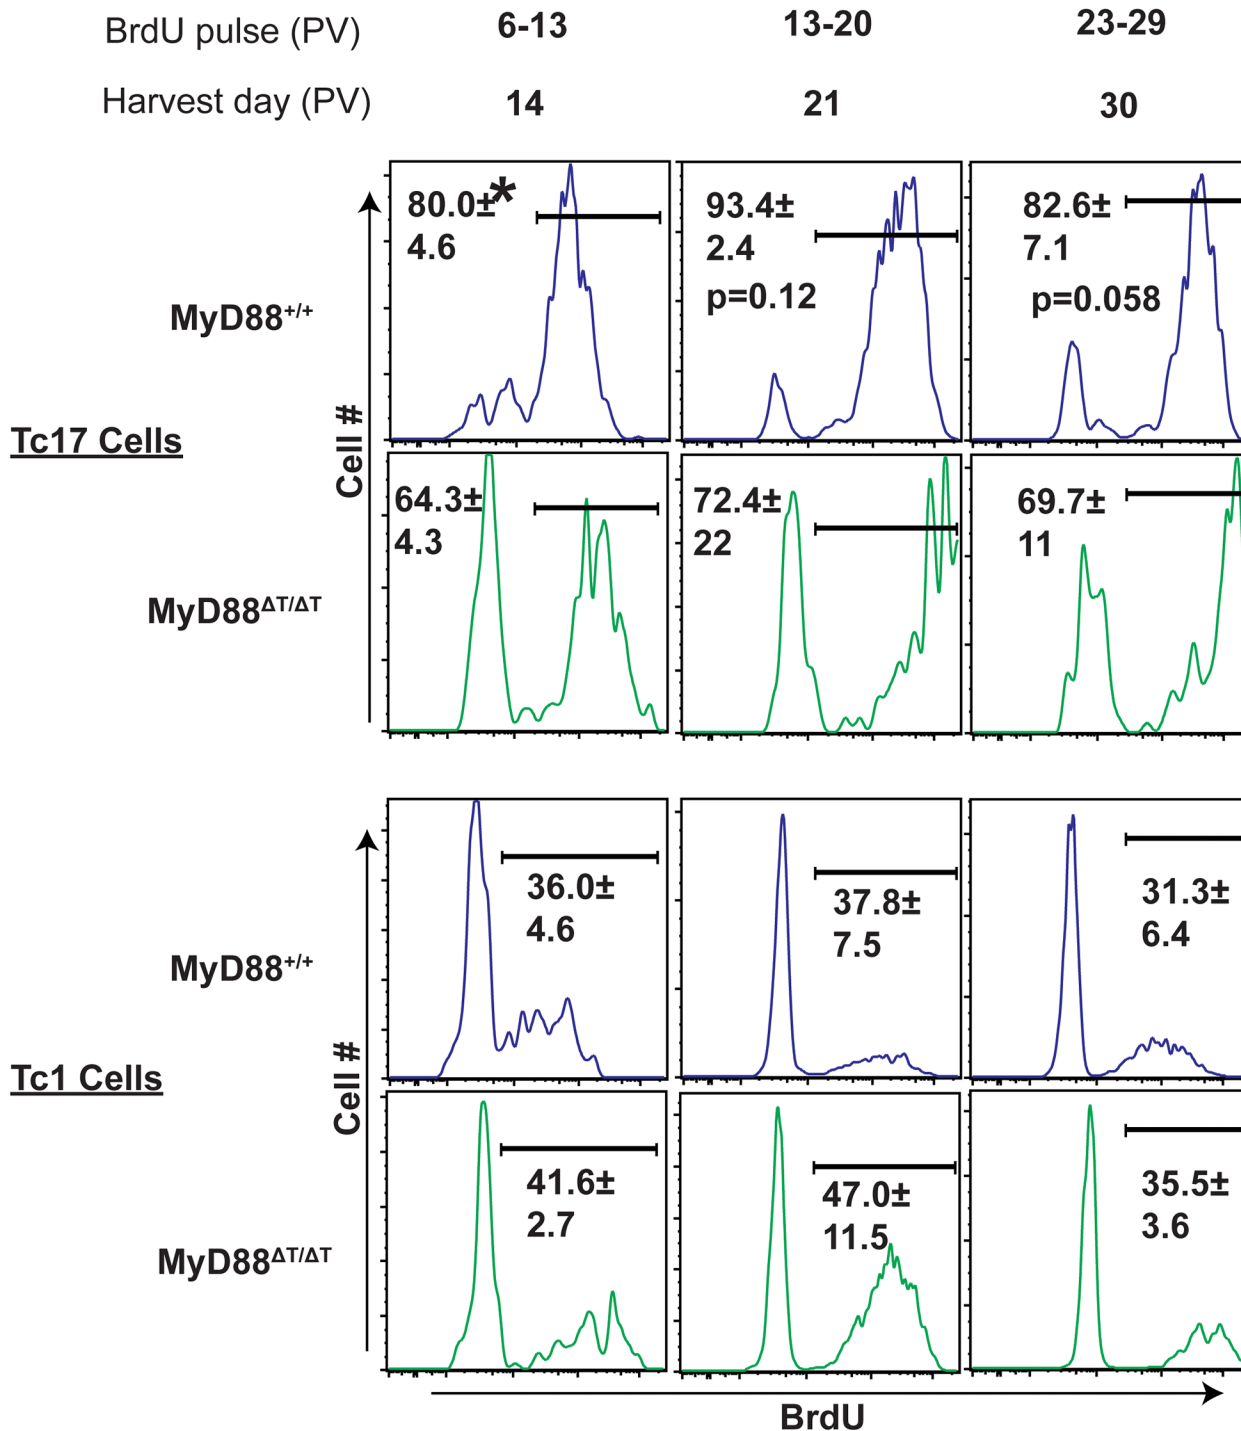 BrdU pulse (PV) 6-13 13-20 23-29
Harvest day (PV) 14 21 30
Tc17 Cells
Cell #
MyD88+/+
80.0±*
4.6
93.4±
2.4
p=0.12
82.6±
7.1
p=0.058
MyD88ΔT/ΔT
64.3±
4.3
72.4±
22
69.7±
11
Tc1 Cells
Cell #
MyD88+/+
36.0±
4.6
37.8±
7.5
31.3±
6.4
MyD88ΔT/ΔT
41.6±
2.7
47.0±
11.5
35.5±
3.6
BrdU